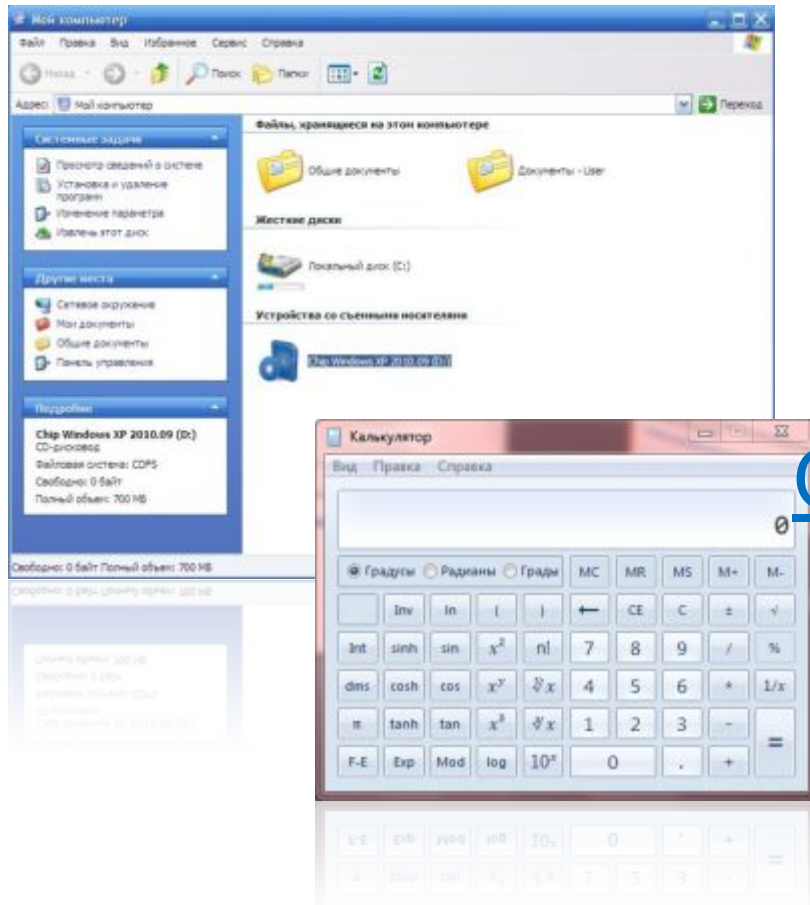 Мой компьютер
Файл Правка Вид Избранное Сервис Справка
Назад Поиск Папки
Адрес: Мой компьютер Переход
Системные задачи
Просмотр сведений о системе
Установка и удаление
программ
Изменение параметра
Извлечь этот диск
Другие места
Сетевое окружение
Мои документы
Общие документы
Панель управления
Подробно
Chip Windows XP 2010.09 (D:)
CD-дисковод
Файловая система: CDFS
Свободно: 0 байт
Полный объем: 700 МБ
Файлы, хранящиеся на этом компьютере
Общие документы Документы - User
Жесткие диски
Локальный диск (C:)
Устройства со съемными носителями
Chip Windows XP 2010.09 (D:)
Свободно: 0 байт Полный объем: 700 МБ
Калькулятор
Вид Правка Справка
0
Градусы Радианы Грады MC MR MS M+ M-
Inv ln ( ) ← CE C ± √
Int sinh sin x² n! 7 8 9 / %
dms cosh cos xʸ ʸ√x 4 5 6 * 1/x
π tanh tan x³ ³√x 1 2 3 - =
F-E Exp Mod log 10ˣ 0 . +